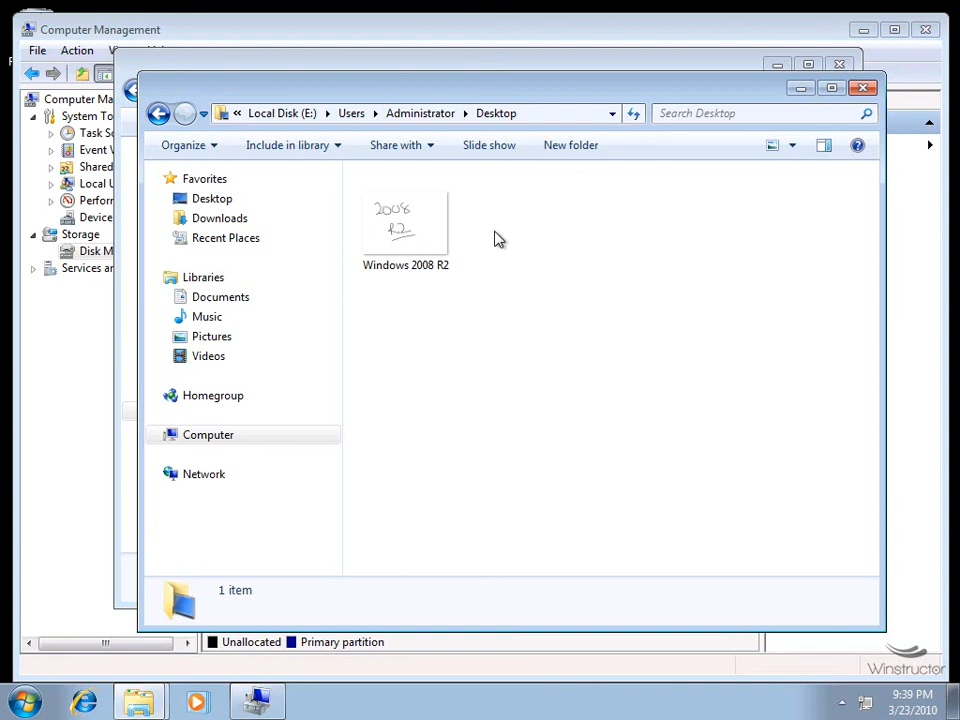 Computer Management
File Action
Computer Ma
System To
Task Sc
Event V
Shared
Local U
Perforn
Device
Storage
Disk M
Services ar
« Local Disk (E:) Users Administrator Desktop
Search Desktop
Organize Include in library Share with Slide show New folder
Favorites
Desktop
Downloads
Recent Places
Libraries
Documents
Music
Pictures
Videos
Homegroup
Computer
Network
2008
R2
Windows 2008 R2
1 item
Unallocated Primary partition
Winstructor
9:39 PM
3/23/2010